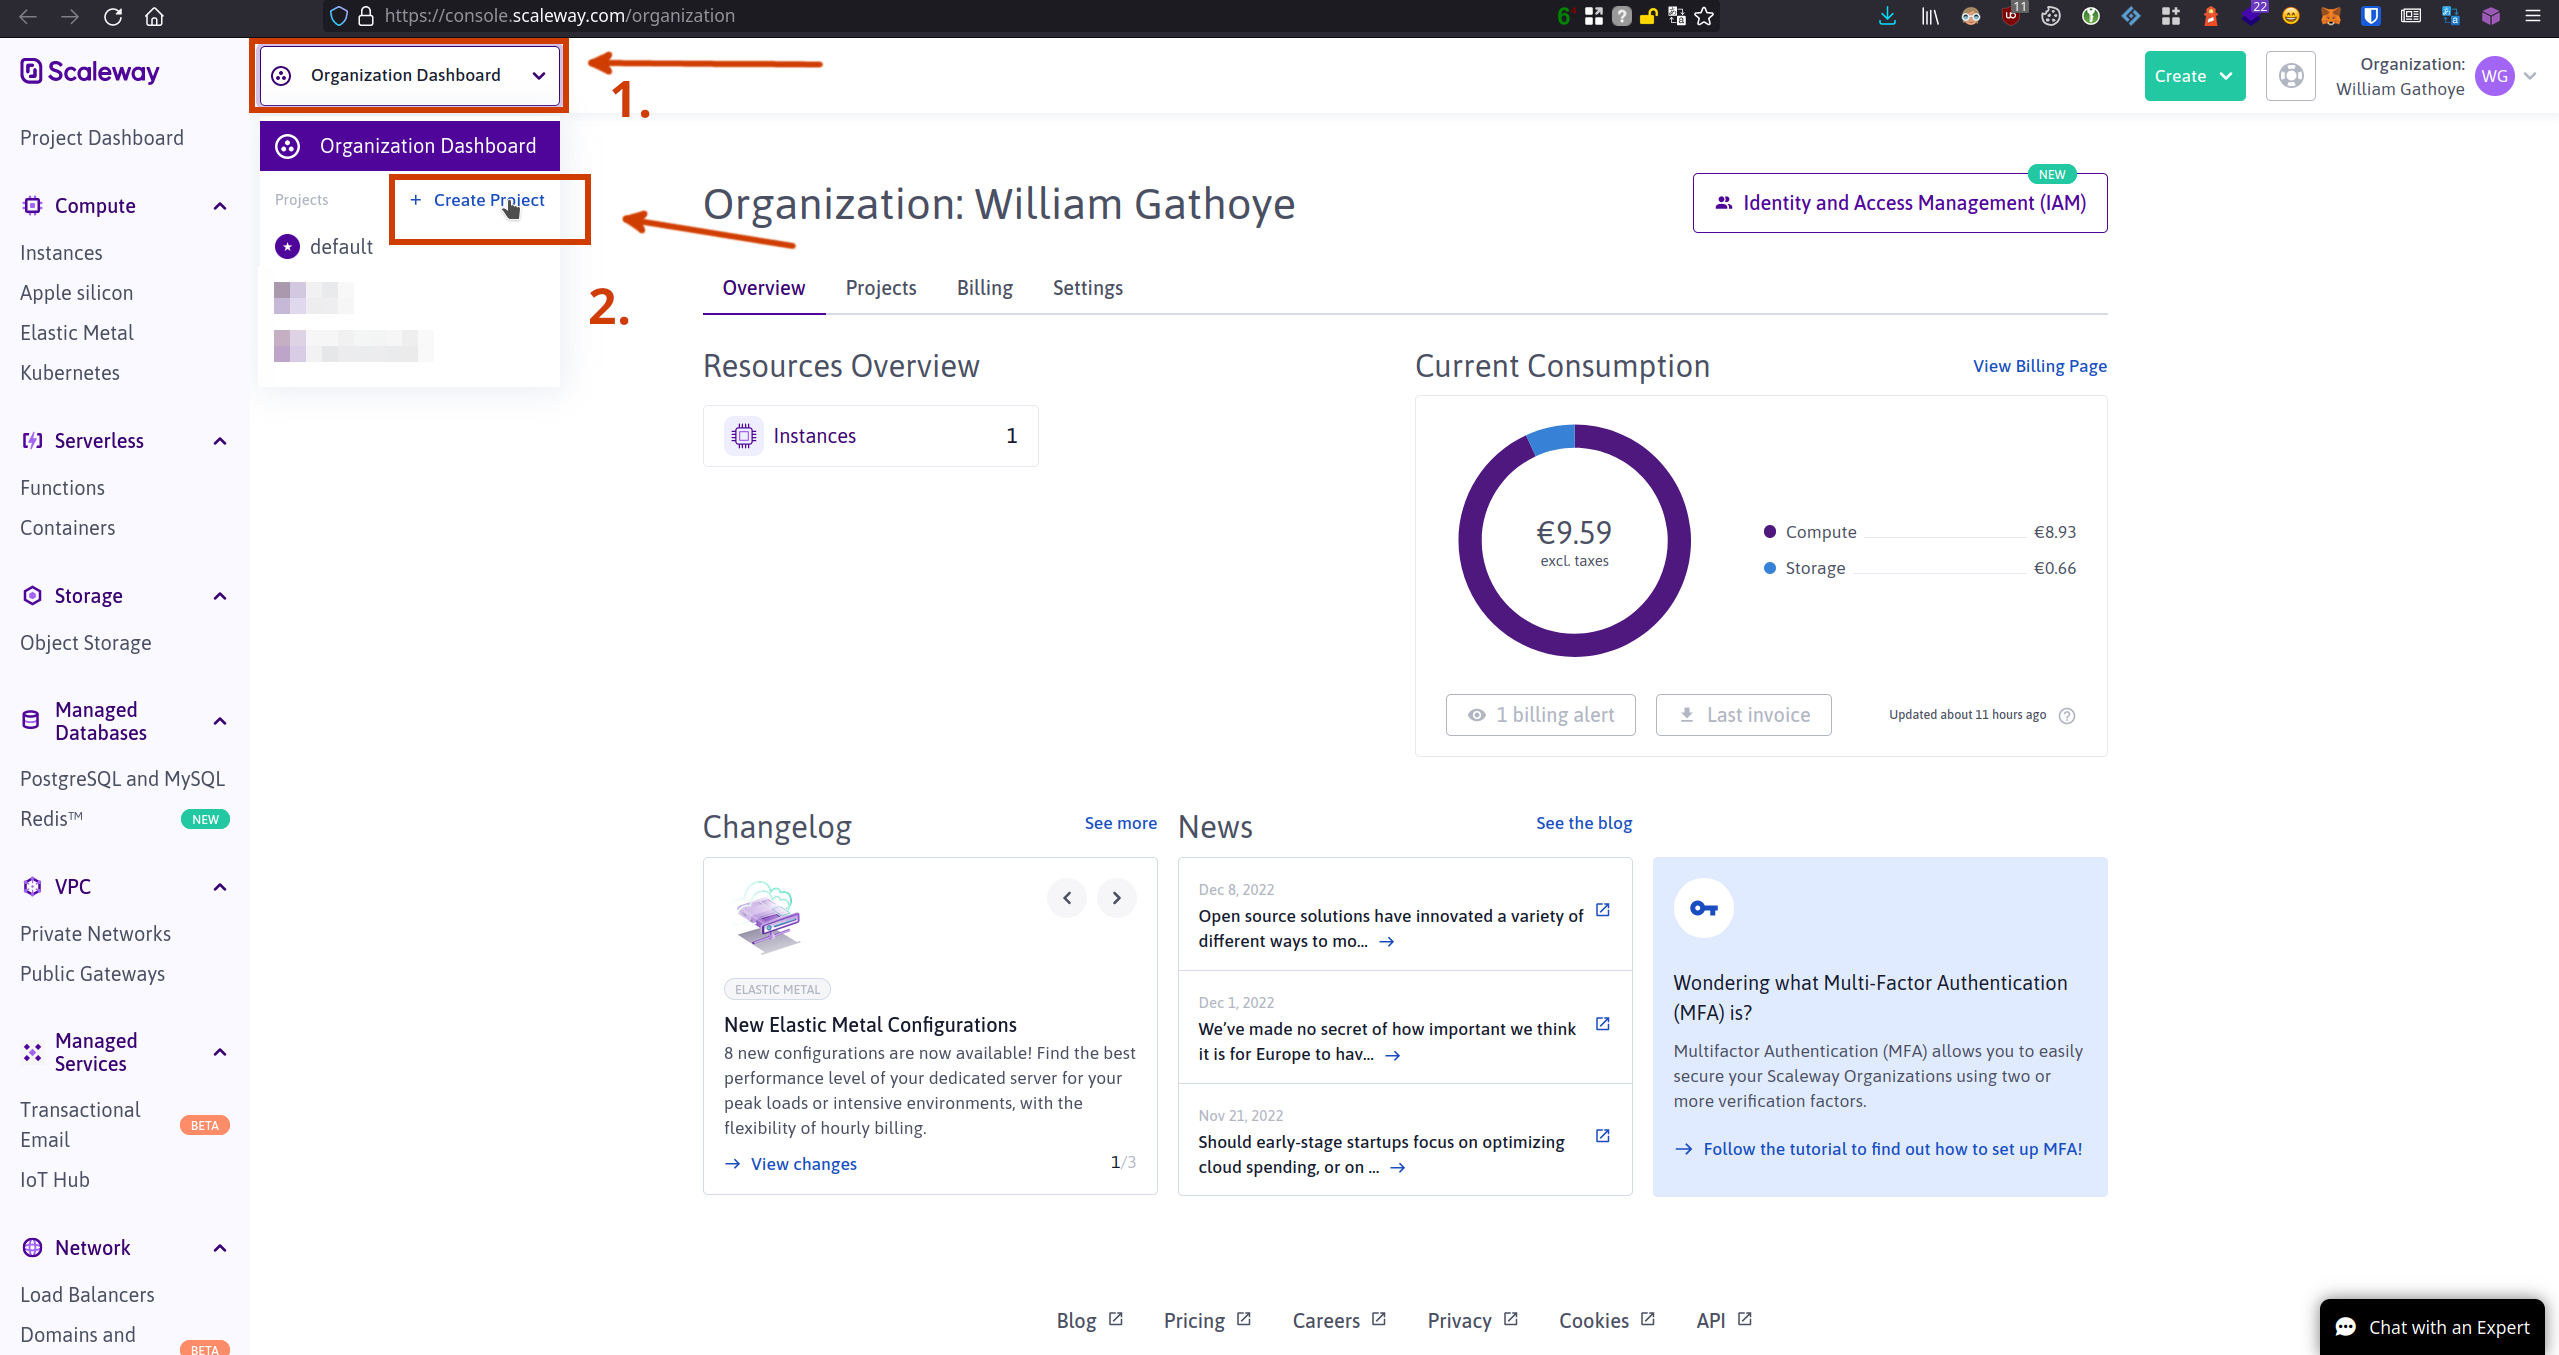 https://console.scaleway.com/organization
6
11
22
Scaleway
Organization Dashboard
1.
Create
Organization:
William Gathoye
WG
Project Dashboard
Organization Dashboard
Projects
+ Create Project
default
2.
Compute
Instances
Apple silicon
Elastic Metal
Kubernetes
Serverless
Functions
Containers
Storage
Object Storage
Managed
Databases
PostgreSQL and MySQL
Redis™ NEW
VPC
Private Networks
Public Gateways
Managed
Services
Transactional
Email
BETA
IoT Hub
Network
Load Balancers
Domains and
BETA
Organization: William Gathoye
NEW
Identity and Access Management (IAM)
Overview Projects Billing Settings
Resources Overview
Instances 1
Current Consumption
View Billing Page
€9.59
excl. taxes
Compute €8.93
Storage €0.66
1 billing alert
Last invoice
Updated about 11 hours ago
Changelog
See more
ELASTIC METAL
New Elastic Metal Configurations
8 new configurations are now available! Find the best
performance level of your dedicated server for your
peak loads or intensive environments, with the
flexibility of hourly billing.
→ View changes
1/3
News
See the blog
Dec 8, 2022
Open source solutions have innovated a variety of
different ways to mo... →
Dec 1, 2022
We’ve made no secret of how important we think
it is for Europe to hav... →
Nov 21, 2022
Should early-stage startups focus on optimizing
cloud spending, or on ... →
Wondering what Multi-Factor Authentication
(MFA) is?
Multifactor Authentication (MFA) allows you to easily
secure your Scaleway Organizations using two or
more verification factors.
→ Follow the tutorial to find out how to set up MFA!
Blog Pricing Careers Privacy Cookies API
Chat with an Expert